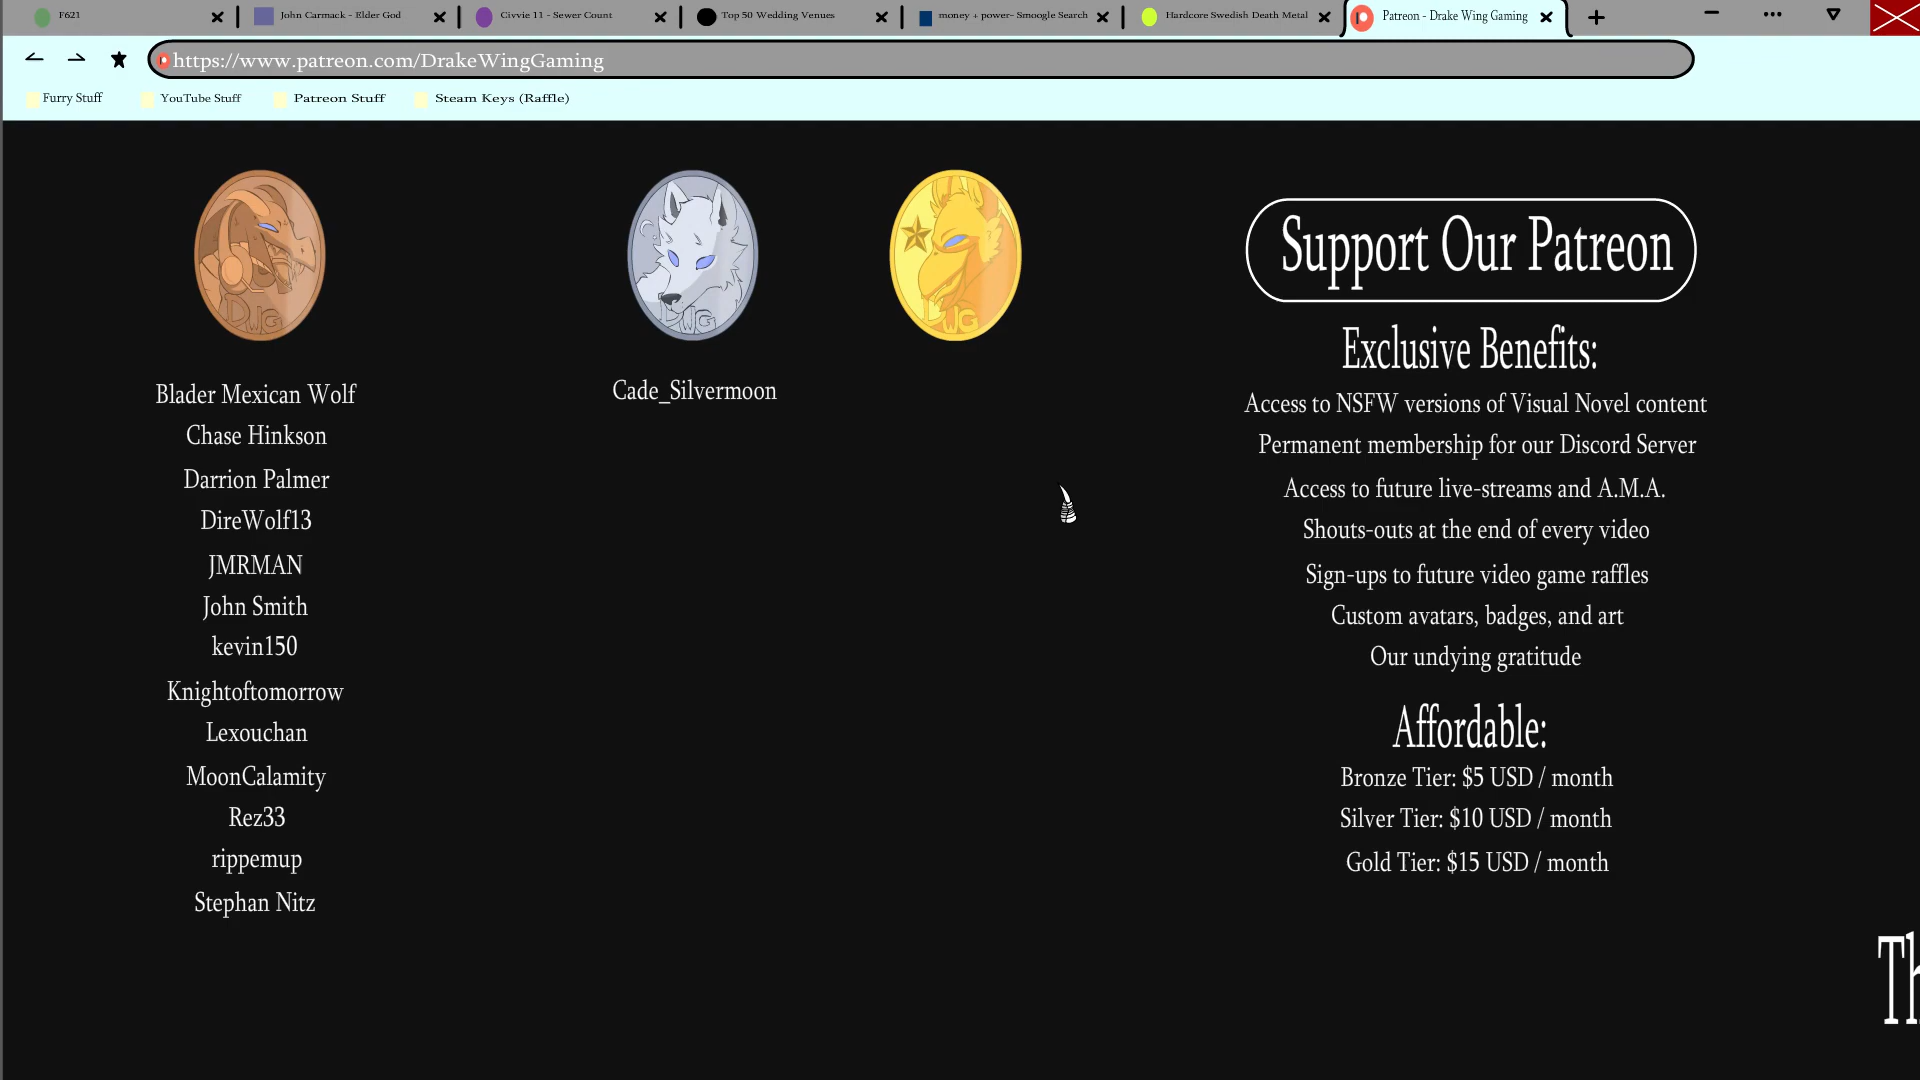 F621
John Carmack - Elder God
Civvie 11 - Sewer Count
Top 50 Wedding Venues
money + power- Smoogle Search
Hardcore Swedish Death Metal
Patreon - Drake Wing Gaming
https://www.patreon.com/DrakeWingGaming
Furry Stuff
YouTube Stuff
Patreon Stuff
Steam Keys (Raffle)
DWG
DWG
DWG
Blader Mexican Wolf
Chase Hinkson
Darrion Palmer
DireWolf13
JMRMAN
John Smith
kevin150
Knightoftomorrow
Lexouchan
MoonCalamity
Rez33
rippemup
Stephan Nitz
Cade_Silvermoon
Support Our Patreon
Exclusive Benefits:
Access to NSFW versions of Visual Novel content
Permanent membership for our Discord Server
Access to future live-streams and A.M.A.
Shouts-outs at the end of every video
Sign-ups to future video game raffles
Custom avatars, badges, and art
Our undying gratitude
Affordable:
Bronze Tier: $5 USD / month
Silver Tier: $10 USD / month
Gold Tier: $15 USD / month